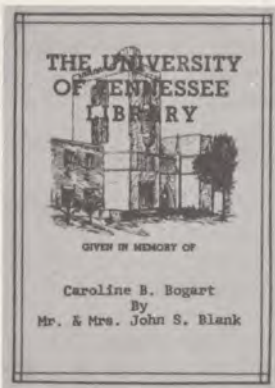 THE UNIVERSITY
OF TENNESSEE
LIBRARY
GIVEN IN MEMORY OF
Caroline B. Bogart
By
Mr. & Mrs. John S. Blank